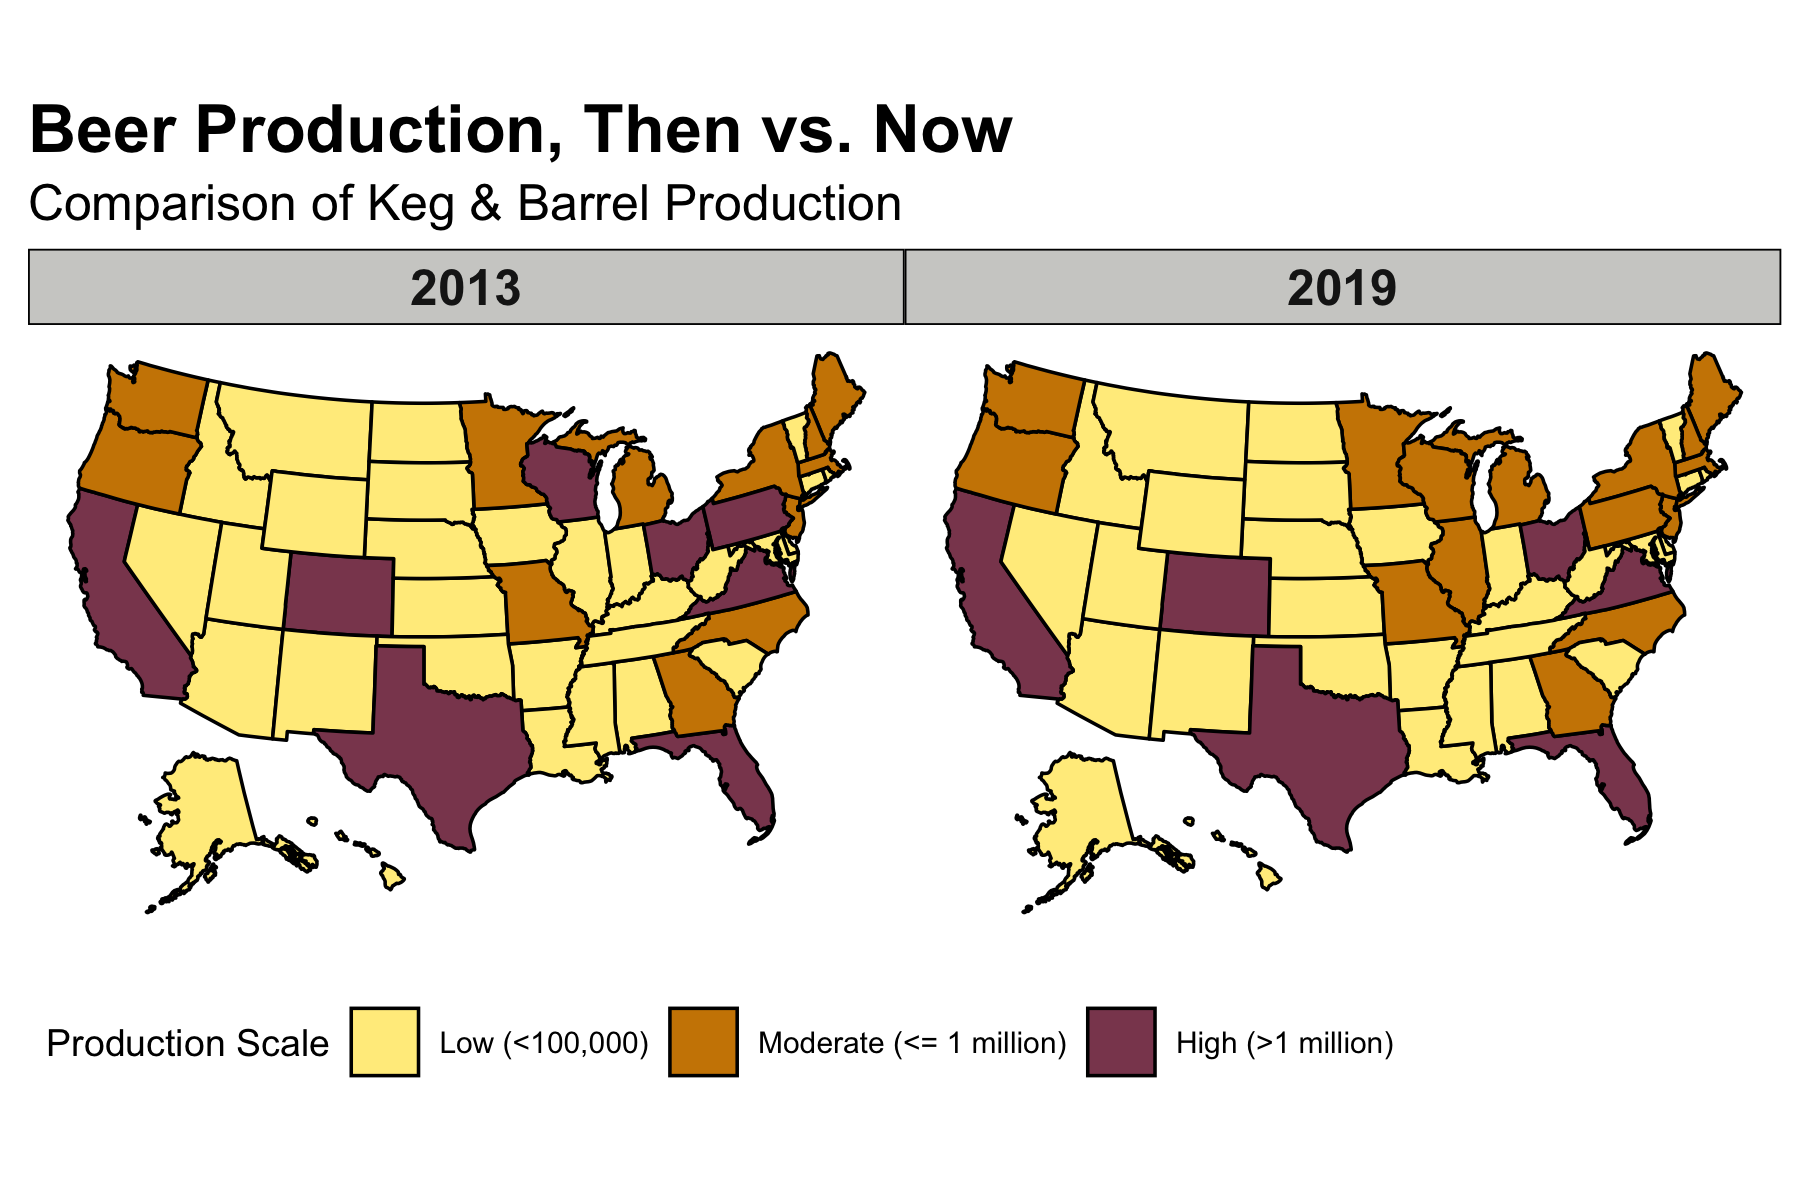 Beer Production, Then vs. Now
Comparison of Keg & Barrel Production
2013
2019
Production Scale
Low (<100,000)
Moderate (<= 1 million)
High (>1 million)